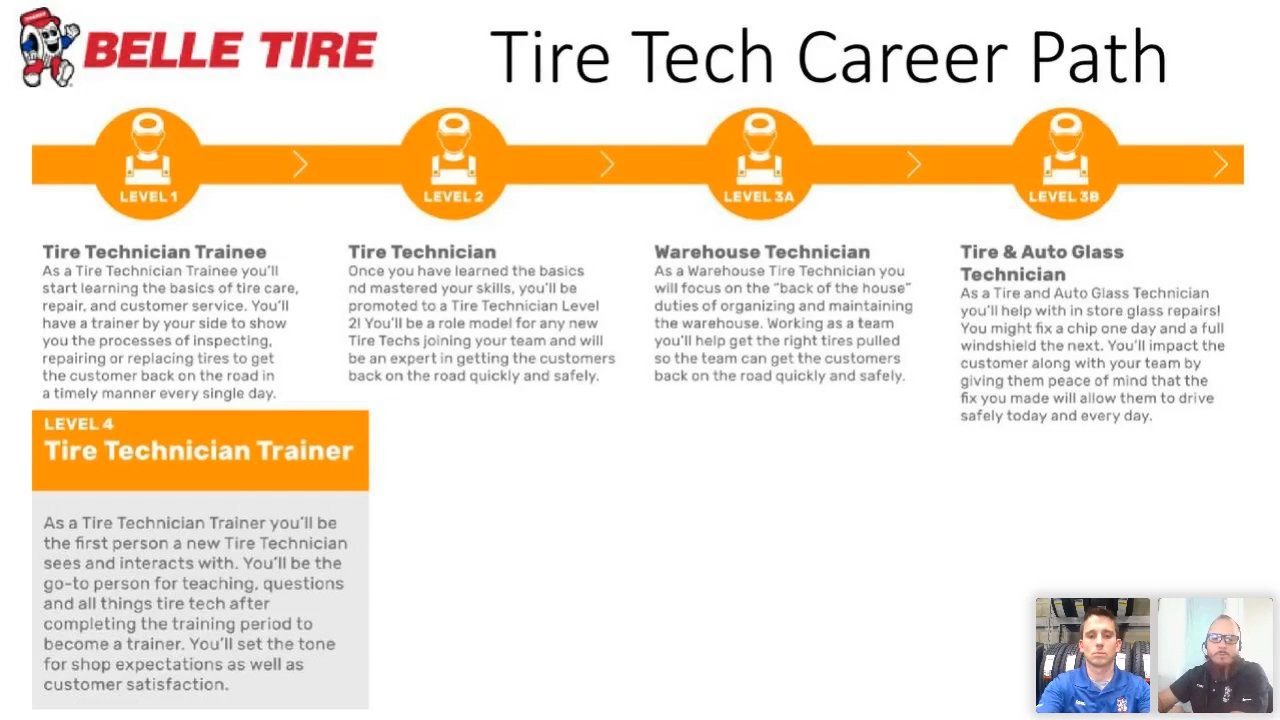 BELLE TIRE
Tire Tech Career Path
LEVEL 1
LEVEL 2
LEVEL 3A
LEVEL 3B
Tire Technician Trainee
As a Tire Technician Trainee you'll
start learning the basics of tire care,
repair, and customer service. You'll
have a trainer by your side to show
you the processes of inspecting,
repairing or replacing tires to get
the customer back on the road in
a timely manner every single day.
Tire Technician
Once you have learned the basics
nd mastered your skills, you'll be
promoted to a Tire Technician Level
2! You'll be a role model for any new
Tire Techs joining your team and will
be an expert in getting the customers
back on the road quickly and safely.
Warehouse Technician
As a Warehouse Tire Technician you
will focus on the "back of the house"
duties of organizing and maintaining
the warehouse. Working as a team
you'll help get the right tires pulled
so the team can get the customers
back on the road quickly and safely.
Tire & Auto Glass
Technician
As a Tire and Auto Glass Technician
you'll help with in store glass repairs!
You might fix a chip one day and a full
windshield the next. You'll impact the
customer along with your team by
giving them peace of mind that the
fix you made will allow them to drive
safely today and every day.
LEVEL 4
Tire Technician Trainer
As a Tire Technician Trainer you'll be
the first person a new Tire Technician
sees and interacts with. You'll be the
go-to person for teaching, questions
and all things tire tech after
completing the training period to
become a trainer. You'll set the tone
for shop expectations as well as
customer satisfaction.